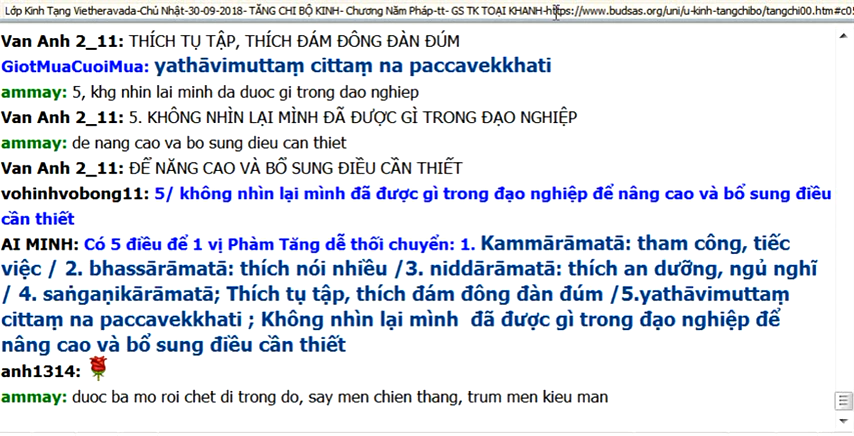 Lớp Kinh Tạng Vietheravada-Chủ Nhật-30-09-2018- TĂNG CHI BỘ KINH- Chương Năm Pháp-tt- GS TK TOẠI KHANH-https://www.budsas.org/uni/u-kinh-tangchibo/tangchi00.htm#c05
Van Anh 2_11: THÍCH TỤ TẬP, THÍCH ĐÁM ĐÔNG ĐÀN ĐÚM
GiotMuaCuoiMua: yathāvimuttaṃ cittaṃ na paccavekkhati
ammay: 5, khg nhin lai minh da duoc gi trong dao nghiep
Van Anh 2_11: 5. KHÔNG NHÌN LẠI MÌNH ĐÃ ĐƯỢC GÌ TRONG ĐẠO NGHIỆP
ammay: de nang cao va bo sung dieu can thiet
Van Anh 2_11: ĐỂ NĂNG CAO VÀ BỔ SUNG ĐIỀU CẦN THIẾT
vohinhvobong11: 5/ không nhìn lại mình đã được gì trong đạo nghiệp để nâng cao và bổ sung điều
cần thiết
AI MINH: Có 5 điều để 1 vị Phàm Tăng dễ thối chuyển: 1. Kammārāmatā: tham công, tiếc
việc / 2. bhassārāmatā: thích nói nhiều /3. niddārāmatā: thích an dưỡng, ngủ nghĩ
/ 4. saṅgaṇikārāmatā; Thích tụ tập, thích đám đông đàn đúm /5.yathāvimuttaṃ
cittaṃ na paccavekkhati ; Không nhìn lại mình đã được gì trong đạo nghiệp để
nâng cao và bổ sung điều cần thiết
anh1314:
ammay: duoc ba mo roi chet di trong do, say men chien thang, trum men kieu man